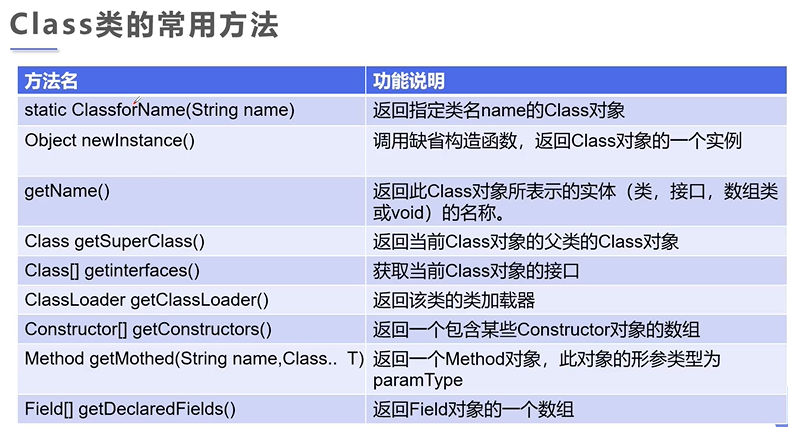 Class类的常用方法
方法名 功能说明
static ClassforName(String name) 返回指定类名name的Class对象
Object newInstance() 调用缺省构造函数，返回Class对象的一个实例
getName() 返回此Class对象所表示的实体（类，接口，数组类
或void）的名称。
Class getSuperClass() 返回当前Class对象的父类的Class对象
Class[] getinterfaces() 获取当前Class对象的接口
ClassLoader getClassLoader() 返回该类的类加载器
Constructor[] getConstructors() 返回一个包含某些Constructor对象的数组
Method getMothed(String name,Class.. T) 返回一个Method对象，此对象的形参类型为
paramType
Field[] getDeclaredFields() 返回Field对象的一个数组